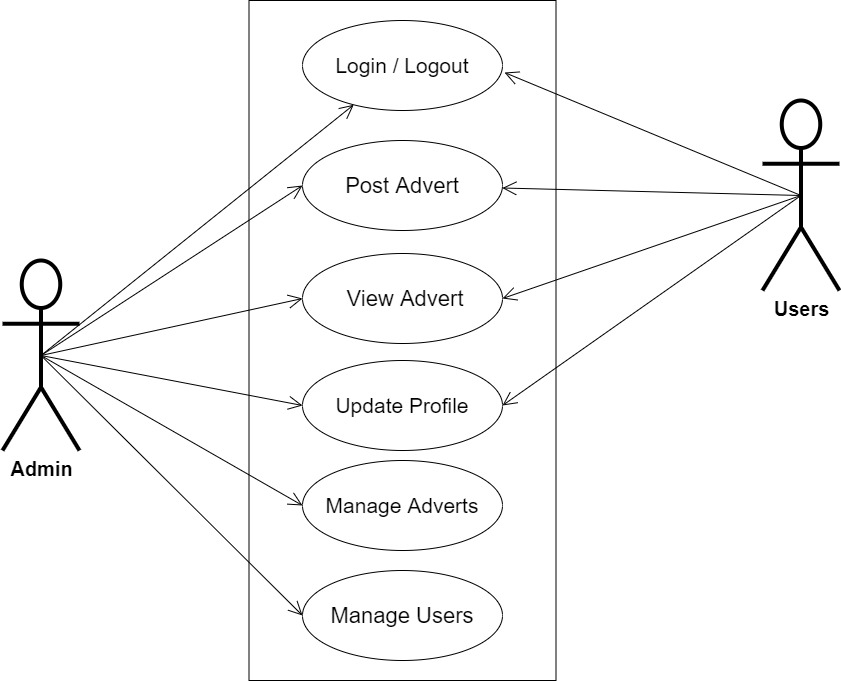 Login / Logout
Post Advert
View Advert
Users
Update Profile
Admin
Manage Adverts
Manage Users